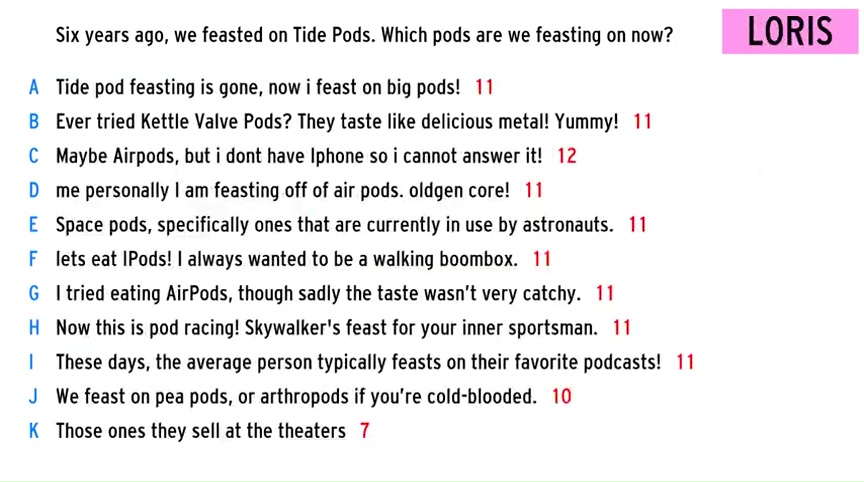 Six years ago, we feasted on Tide Pods. Which pods are we feasting on now?
LORIS
A Tide pod feasting is gone, now i feast on big pods! 11
B Ever tried Kettle Valve Pods? They taste like delicious metal! Yummy! 11
C Maybe Airpods, but i dont have Iphone so i cannot answer it! 12
D me personally I am feasting off of air pods. oldgen core! 11
E Space pods, specifically ones that are currently in use by astronauts. 11
F lets eat IPods! I always wanted to be a walking boombox. 11
G I tried eating AirPods, though sadly the taste wasn't very catchy. 11
H Now this is pod racing! Skywalker's feast for your inner sportsman. 11
I These days, the average person typically feasts on their favorite podcasts! 11
J We feast on pea pods, or arthropods if you're cold-blooded. 10
K Those ones they sell at the theaters 7